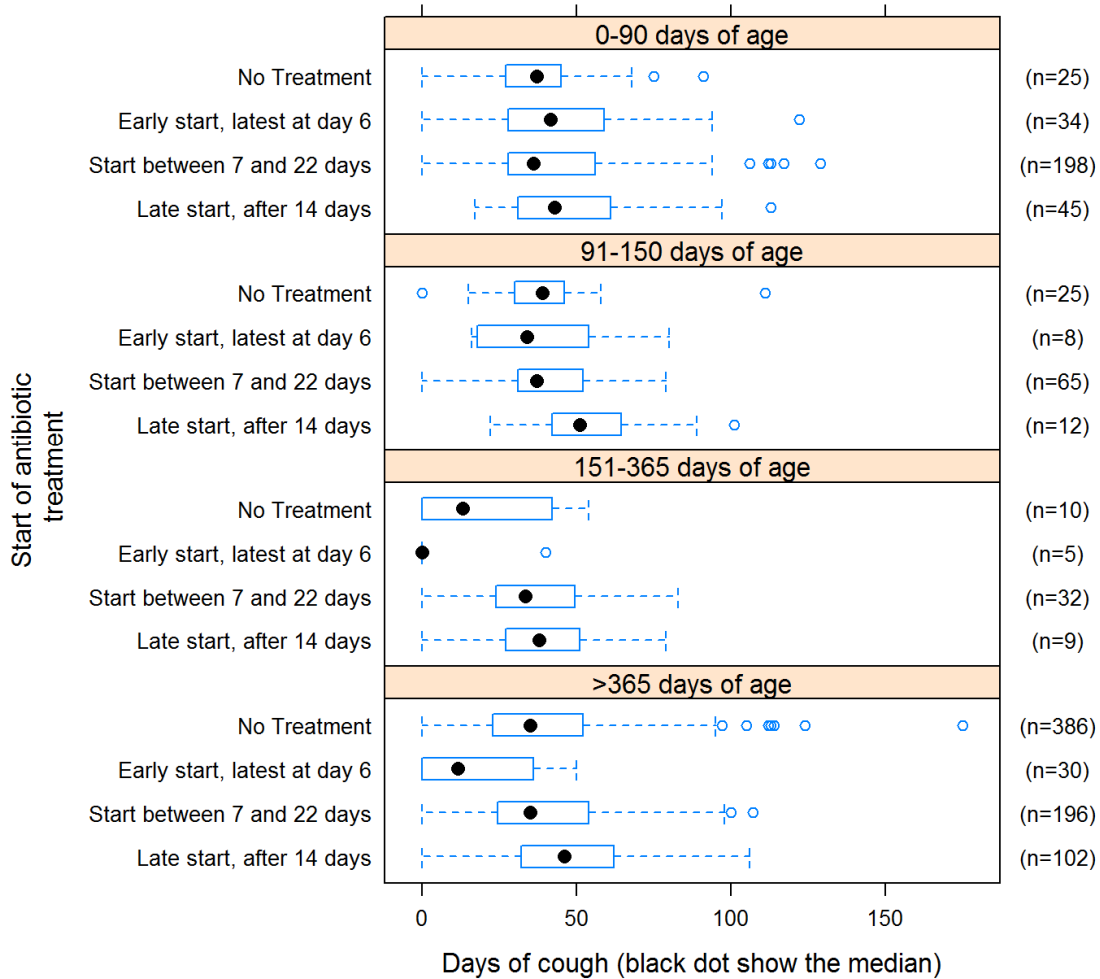 0-90 days of age
No Treatment (n=25)
Early start, latest at day 6 (n=34)
Start between 7 and 22 days (n=198)
Late start, after 14 days (n=45)
91-150 days of age
No Treatment (n=25)
Early start, latest at day 6 (n=8)
Start between 7 and 22 days (n=65)
Late start, after 14 days (n=12)
151-365 days of age
No Treatment (n=10)
Early start, latest at day 6 (n=5)
Start between 7 and 22 days (n=32)
Late start, after 14 days (n=9)
>365 days of age
No Treatment (n=386)
Early start, latest at day 6 (n=30)
Start between 7 and 22 days (n=196)
Late start, after 14 days (n=102)
Start of antibiotic
treatment
0 50 100 150
Days of cough (black dot show the median)